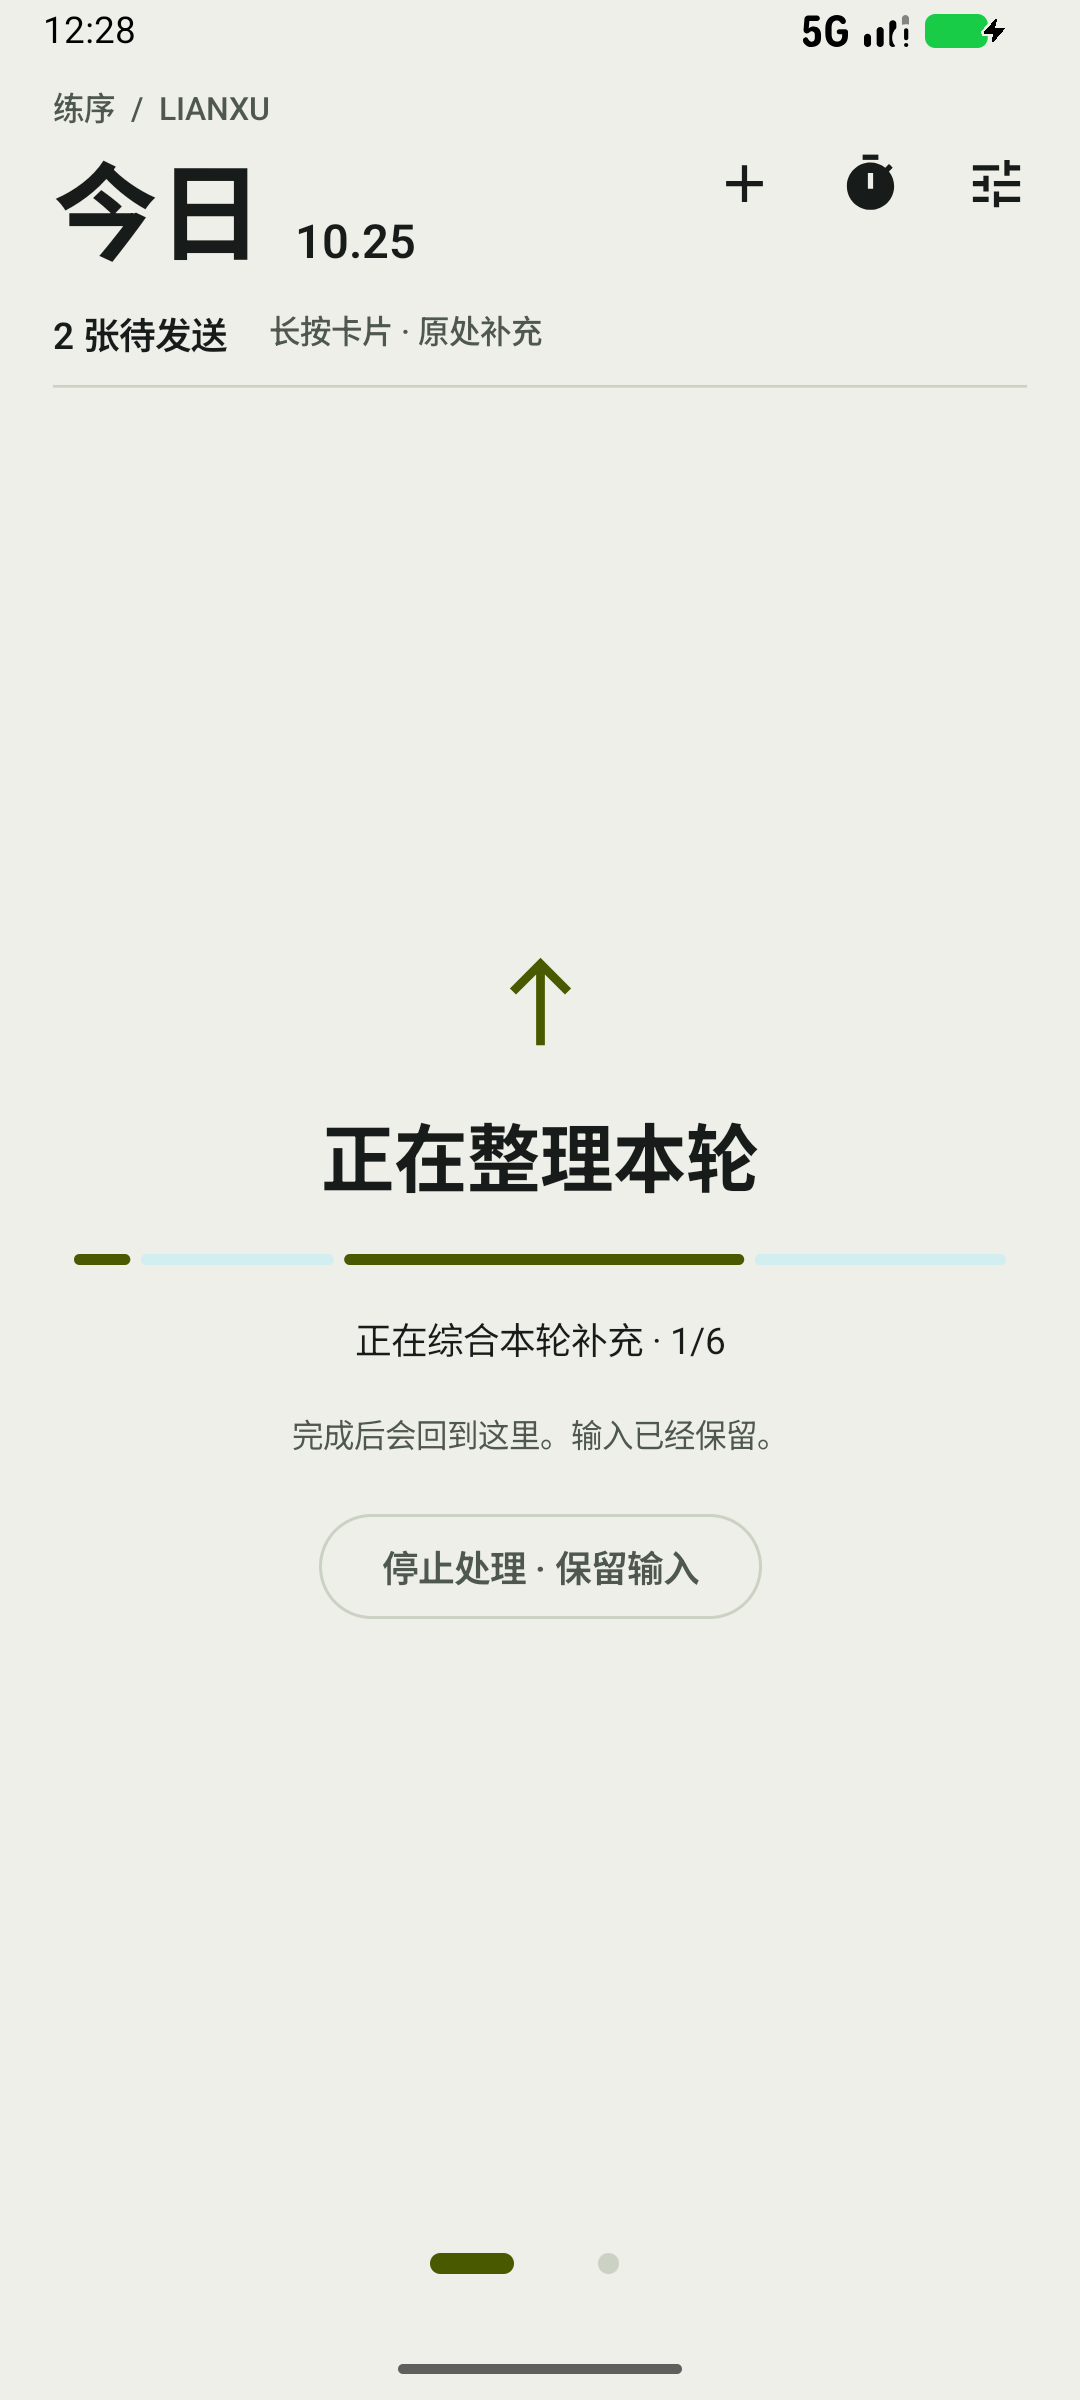 12:28
5G
练序 / LIANXU
今日 10.25
2 张待发送 长按卡片 · 原处补充
正在整理本轮
正在综合本轮补充 · 1/6
完成后会回到这里。输入已经保留。
停止处理 · 保留输入